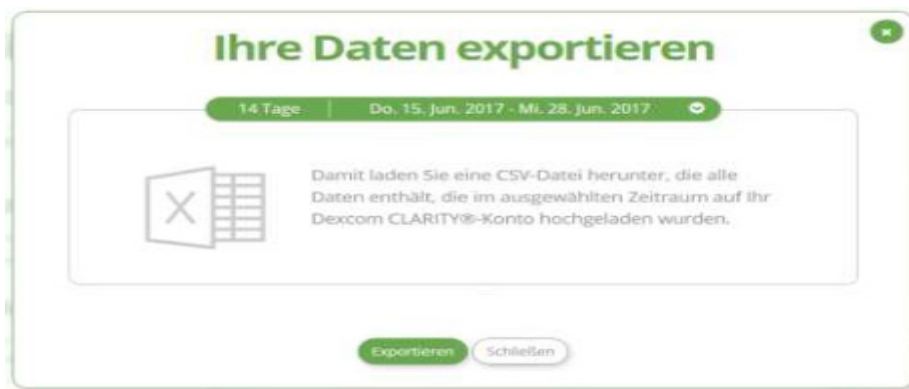 Ihre Daten exportieren
14 Tage Do. 15. Jun. 2017 - Mi. 28. Jun. 2017
Damit laden Sie eine CSV-Datei herunter, die alle
Daten enthält, die im ausgewählten Zeitraum auf Ihr
Dexcom CLARITY®-Konto hochgeladen wurden.
Exportieren Schließen